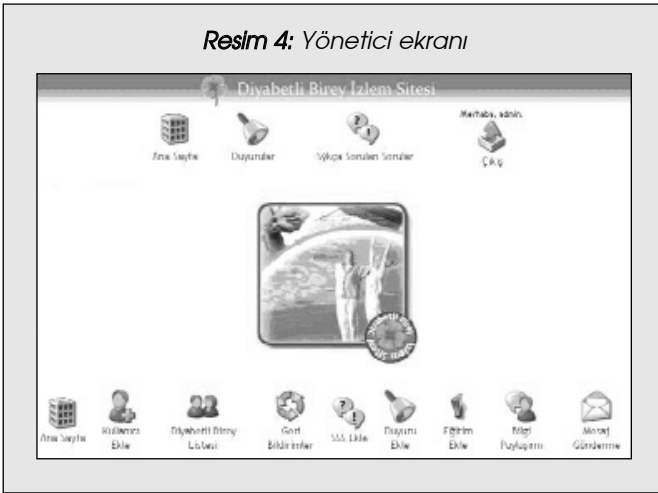 Resim 4: Yönetici ekranı
Diyabetli Birey İzlem Sitesi
Merhaba, admin.
Ana Sayfa Duyurular Sıkça Sorulan Sorular Çıkış
Ana Sayfa Kullanıcı Ekle Diyabetli Birey Listesi Geri Bildirimler SSS Ekle Duyuru Ekle Eğitim Ekle Bilgi Paylaşımı Mesaj Gönderme